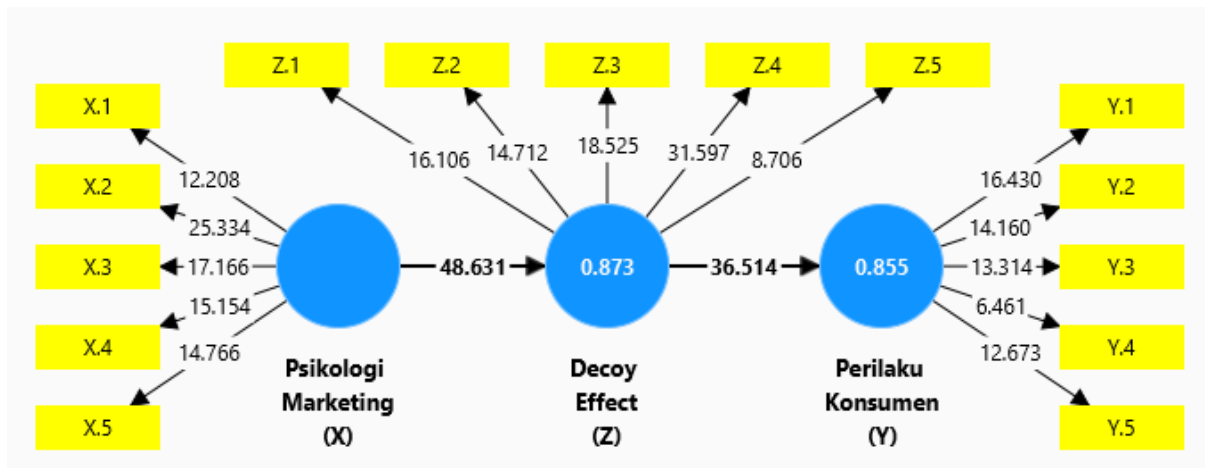 Z.1
Z.2
Z.3
Z.4
Z.5
X.1
X.2
X.3
X.4
X.5
12.208
25.334
17.166
15.154
14.766
16.106
14.712
18.525
31.597
8.706
48.631
0.873
36.514
0.855
16.430
14.160
13.314
6.461
12.673
Y.1
Y.2
Y.3
Y.4
Y.5
Psikologi
Marketing
(X)
Decoy
Effect
(Z)
Perilaku
Konsumen
(Y)